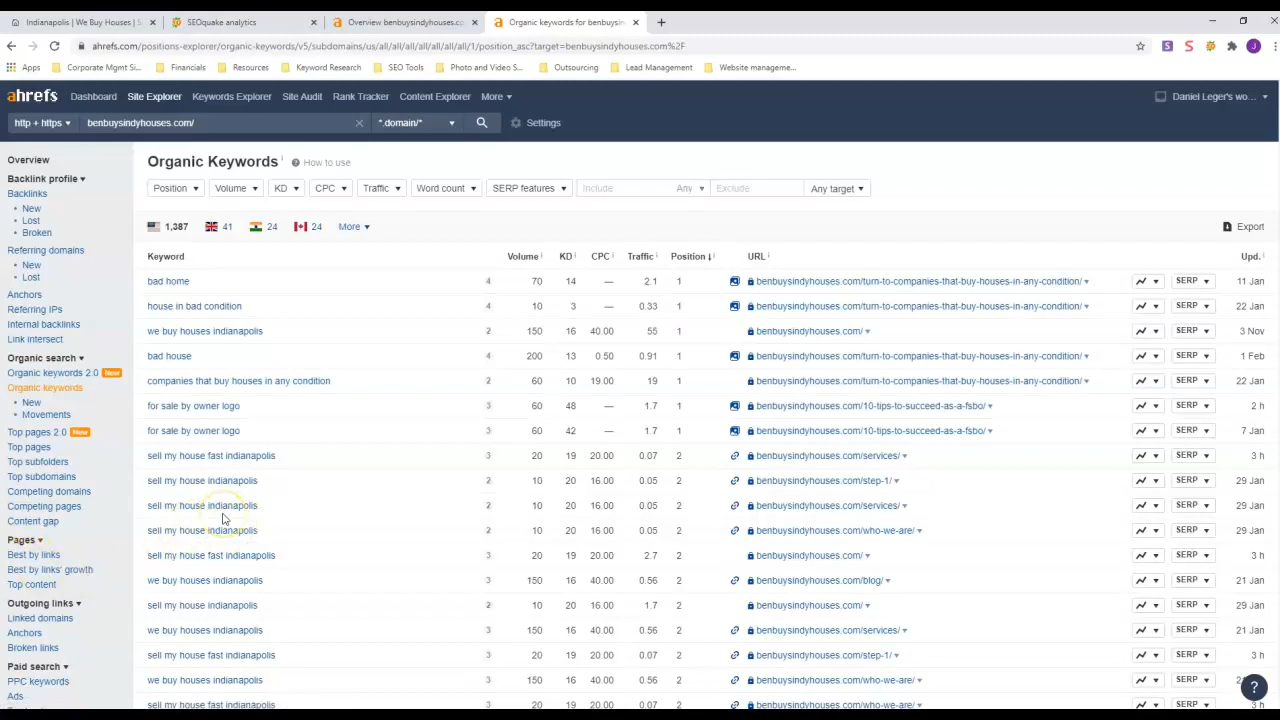 Indianapolis | We Buy Houses | S
SEOquake analytics
Overview benbuysindyhouses.co
Organic keywords for benbuysin
ahrefs.com/positions-explorer/organic-keywords/v5/subdomains/us/all/all/all/all/all/all/1/position_asc?target=benbuysindyhouses.com%2F
Apps Corporate Mgmt Si... Financials Resources Keyword Research SEO Tools Photo and Video S... Outsourcing Lead Management Website manageme...
ahrefs Dashboard Site Explorer Keywords Explorer Site Audit Rank Tracker Content Explorer More Daniel Leger's wo...
http + https benbuysindyhouses.com/ *.domain/* Settings
Overview
Backlink profile
Backlinks
New
Lost
Broken
Referring domains
New
Lost
Anchors
Referring IPs
Internal backlinks
Link intersect
Organic search
Organic keywords 2.0 New
Organic keywords
New
Movements
Top pages 2.0 New
Top pages
Top subfolders
Top subdomains
Competing domains
Competing pages
Content gap
Pages
Best by links
Best by links' growth
Top content
Outgoing links
Linked domains
Anchors
Broken links
Paid search
PPC keywords
Ads
Organic Keywords i ? How to use
Position Volume KD CPC Traffic Word count SERP features Include Any Exclude Any target
1,387 41 24 24 More Export
Keyword Volume KD CPC Traffic Position URL Upd.
bad home 4 70 14 — 2.1 1 benbuysindyhouses.com/turn-to-companies-that-buy-houses-in-any-condition/ SERP 11 Jan
house in bad condition 4 10 3 — 0.33 1 benbuysindyhouses.com/turn-to-companies-that-buy-houses-in-any-condition/ SERP 22 Jan
we buy houses indianapolis 2 150 16 40.00 55 1 benbuysindyhouses.com/ SERP 3 Nov
bad house 4 200 13 0.50 0.91 1 benbuysindyhouses.com/turn-to-companies-that-buy-houses-in-any-condition/ SERP 1 Feb
companies that buy houses in any condition 2 60 10 19.00 19 1 benbuysindyhouses.com/turn-to-companies-that-buy-houses-in-any-condition/ SERP 22 Jan
for sale by owner logo 3 60 48 — 1.7 1 benbuysindyhouses.com/10-tips-to-succeed-as-a-fsbo/ SERP 2 h
for sale by owner logo 3 60 42 — 1.7 1 benbuysindyhouses.com/10-tips-to-succeed-as-a-fsbo/ SERP 7 Jan
sell my house fast indianapolis 3 20 19 20.00 0.07 1 benbuysindyhouses.com/services/ SERP 3 h
sell my house indianapolis 2 10 20 16.00 0.05 2 benbuysindyhouses.com/step-1/ SERP 29 Jan
sell my house indianapolis 2 10 20 16.00 0.05 2 benbuysindyhouses.com/services/ SERP 29 Jan
sell my house indianapolis 2 10 20 16.00 0.05 2 benbuysindyhouses.com/who-we-are/ SERP 29 Jan
sell my house fast indianapolis 3 20 19 20.00 2.7 2 benbuysindyhouses.com/ SERP 3 h
we buy houses indianapolis 3 150 16 40.00 0.56 2 benbuysindyhouses.com/blog/ SERP 21 Jan
sell my house indianapolis 2 10 20 16.00 1.7 2 benbuysindyhouses.com/ SERP 29 Jan
we buy houses indianapolis 3 150 16 40.00 0.56 2 benbuysindyhouses.com/services/ SERP 21 Jan
sell my house fast indianapolis 3 20 19 20.00 0.07 2 benbuysindyhouses.com/step-1/ SERP 3 h
we buy houses indianapolis 3 150 16 40.00 0.56 2 benbuysindyhouses.com/who-we-are/ SERP
sell my house fast indianapolis 3 20 19 20.00 0.07 2 benbuysindyhouses.com/who-we-are/ SERP 3 h